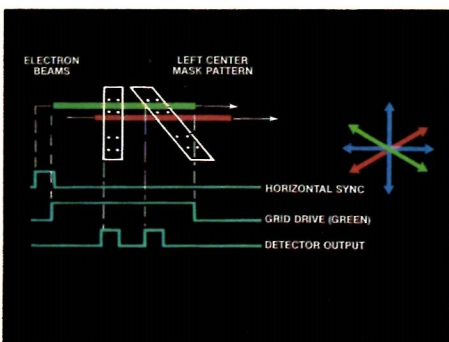 ELECTRON
BEAMS
LEFT CENTER
MASK PATTERN
HORIZONTAL SYNC
GRID DRIVE (GREEN)
DETECTOR OUTPUT